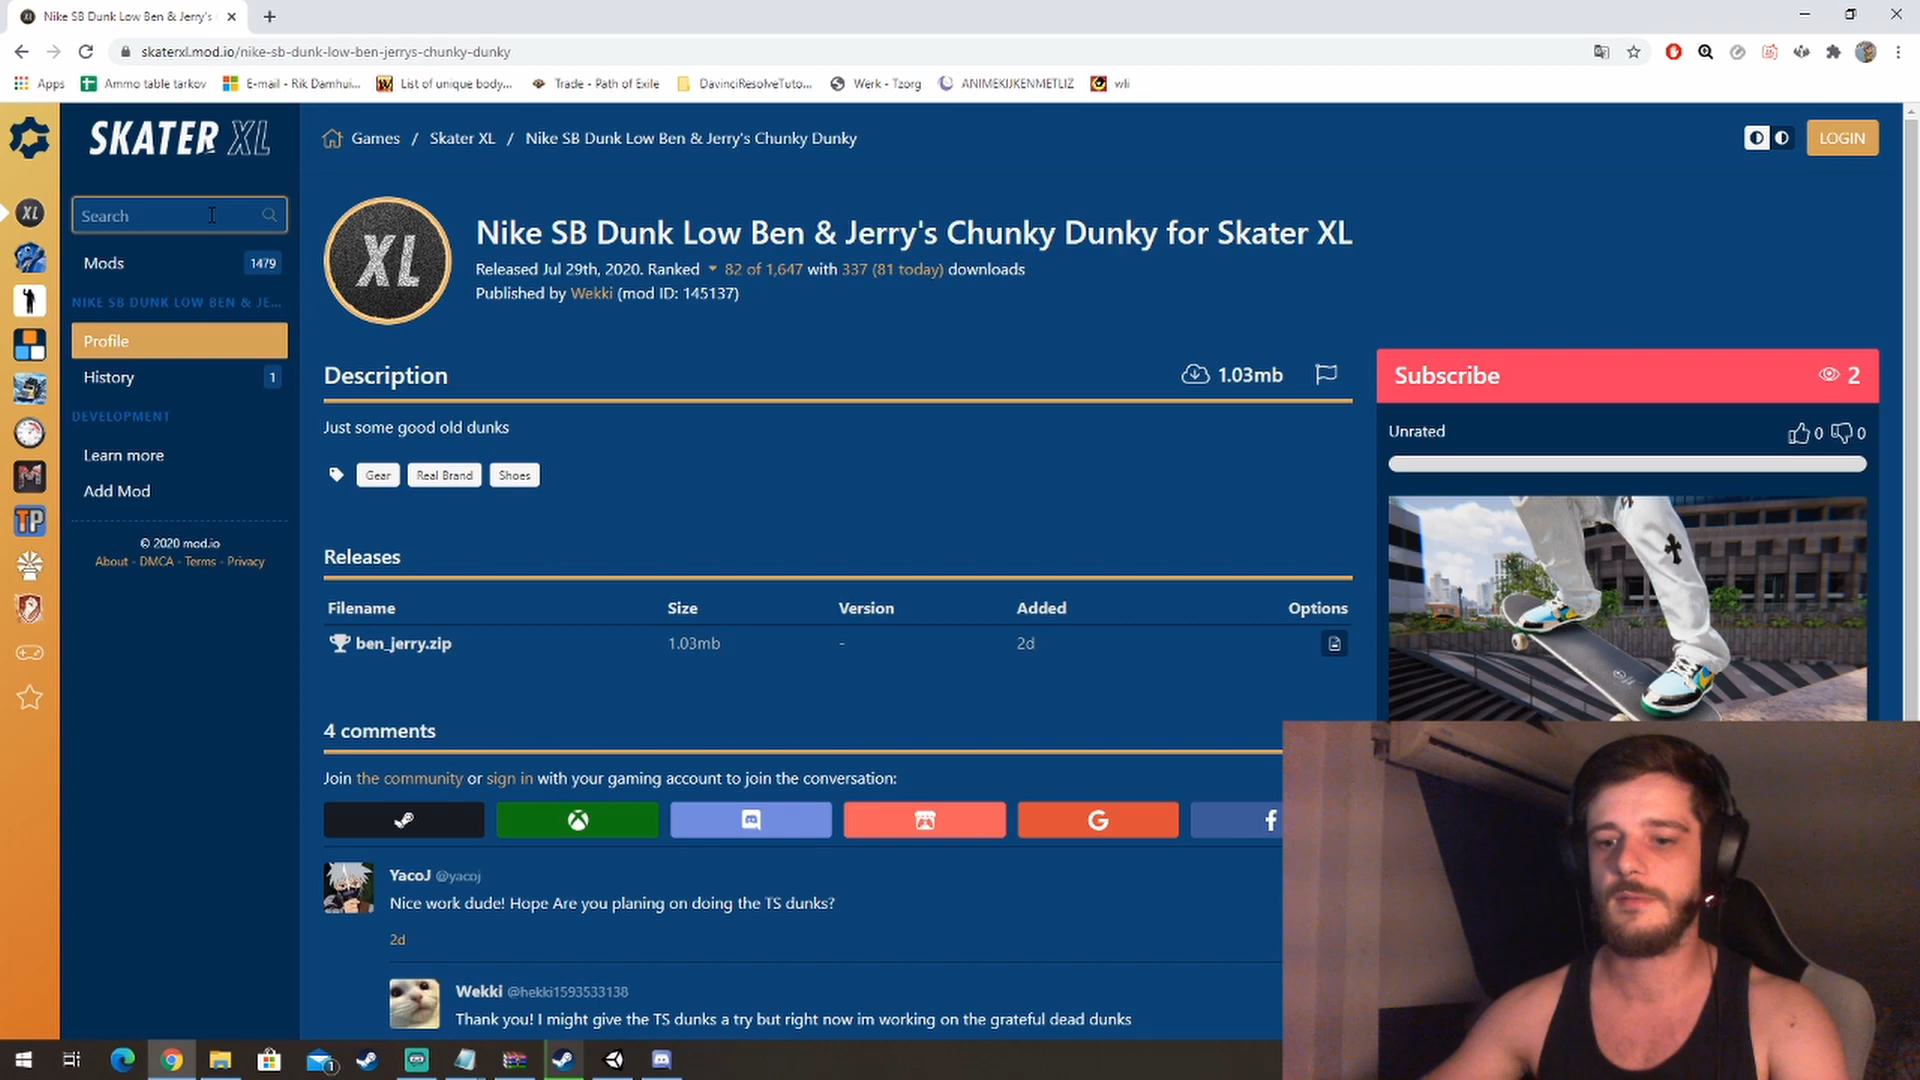 Nike SB Dunk Low Ben & Jerry's
skaterxl.mod.io/nike-sb-dunk-low-ben-jerrys-chunky-dunky
Apps
Ammo table tarkov
E-mail - Rik Damhui...
List of unique body...
Trade - Path of Exile
DavinciResolveTuto...
Werk - Tzorg
ANIMEKIJKENMETLIZ
wli
SKATER XL
Games / Skater XL / Nike SB Dunk Low Ben & Jerry's Chunky Dunky
LOGIN
XL
Search
Mods 1479
NIKE SB DUNK LOW BEN & JE...
Profile
History 1
DEVELOPMENT
Learn more
Add Mod
© 2020 mod.io
About - DMCA - Terms - Privacy
M
TP
XL
Nike SB Dunk Low Ben & Jerry's Chunky Dunky for Skater XL
Released Jul 29th, 2020. Ranked 82 of 1,647 with 337 (81 today) downloads
Published by Wekki (mod ID: 145137)
Description
1.03mb
Just some good old dunks
Gear
Real Brand
Shoes
Subscribe
2
Unrated
0
0
Releases
Filename Size Version Added Options
ben_jerry.zip 1.03mb - 2d
4 comments
Join the community or sign in with your gaming account to join the conversation:
G
f
YacoJ @yacoj
Nice work dude! Hope Are you planing on doing the TS dunks?
2d
Wekki @hekki1593533138
Thank you! I might give the TS dunks a try but right now im working on the grateful dead dunks
1